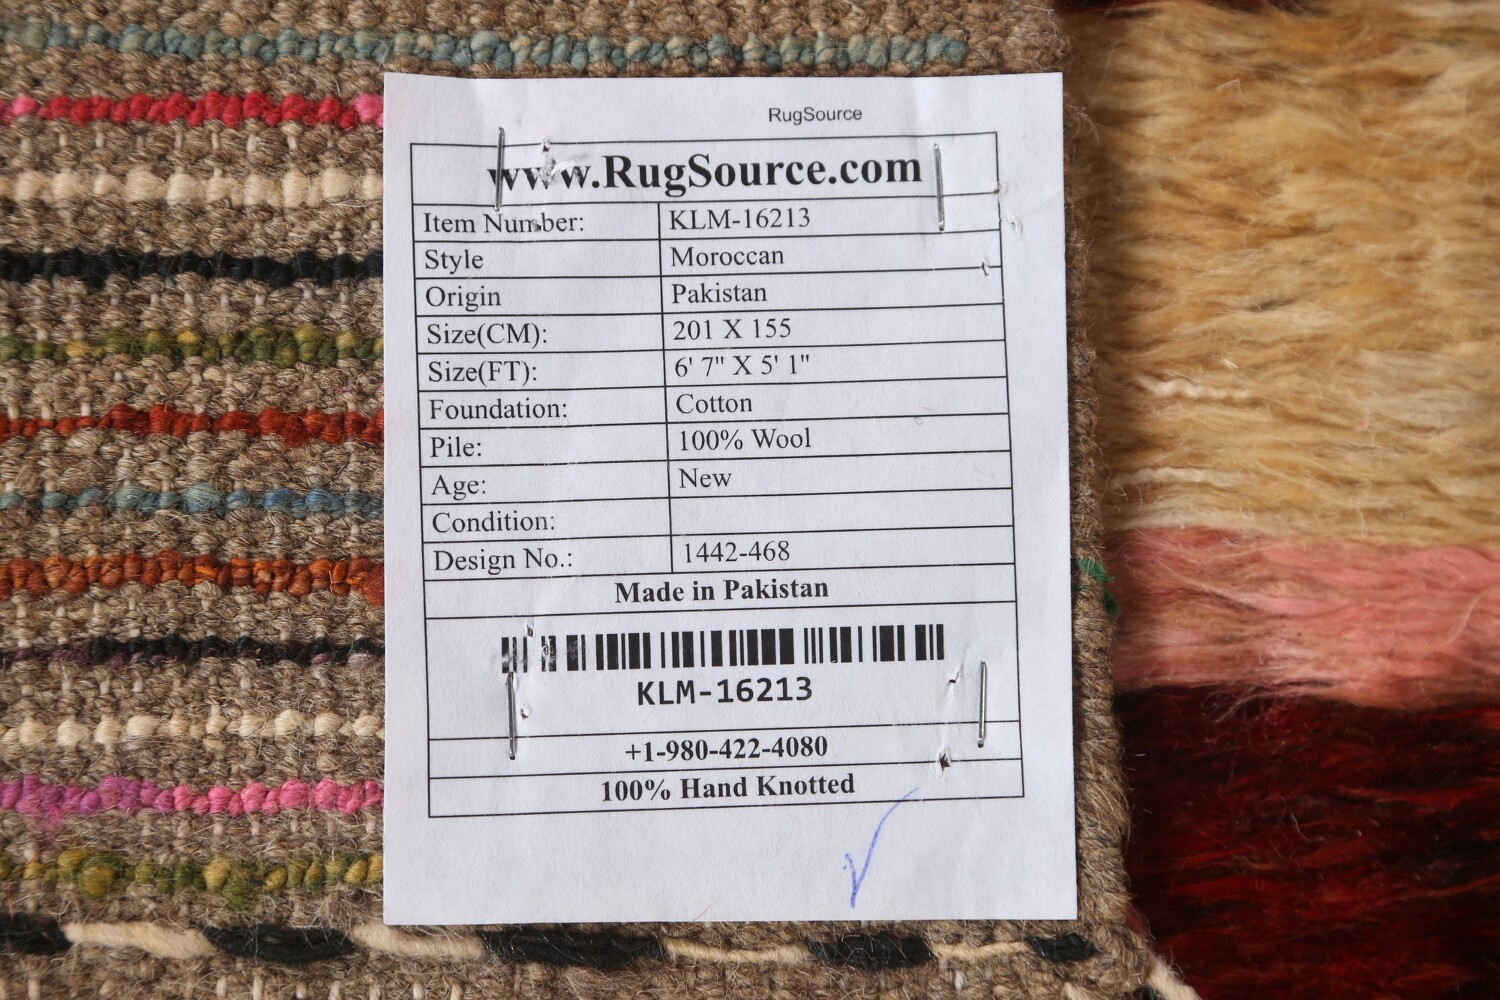 RugSource
www.RugSource.com
Item Number: KLM-16213
Style Moroccan
Origin Pakistan
Size(CM): 201 X 155
Size(FT): 6' 7" X 5' 1"
Foundation: Cotton
Pile: 100% Wool
Age: New
Condition:
Design No.: 1442-468
Made in Pakistan
KLM-16213
+1-980-422-4080
100% Hand Knotted